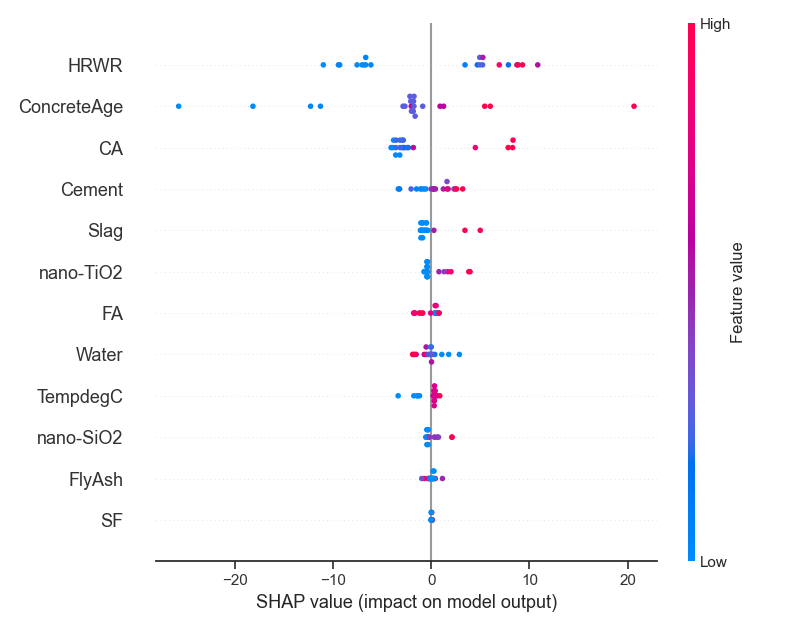 High
HRWR
ConcreteAge
CA
Cement
Slag
nano-TiO2
FA
Water
TempdegC
nano-SiO2
FlyAsh
SF
Feature value
Low
−20 −10 0 10 20
SHAP value (impact on model output)